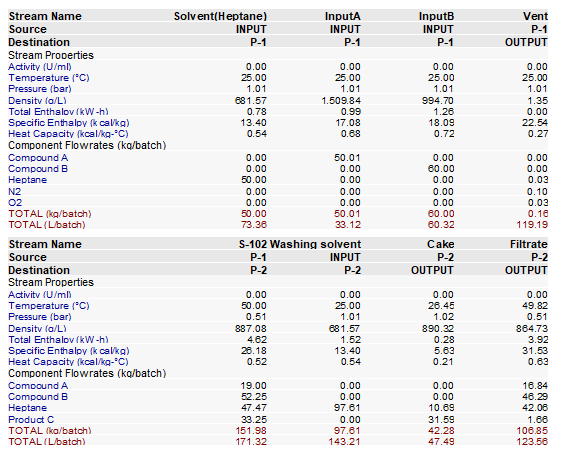 Stream Name Solvent(Heptane) InputA InputB Vent
Source INPUT INPUT INPUT P-1
Destination P-1 P-1 P-1 OUTPUT
Stream Properties
Activity (U/ml) 0.00 0.00 0.00 0.00
Temperature (°C) 25.00 25.00 25.00 25.00
Pressure (bar) 1.01 1.01 1.01 1.01
Density (g/L) 681.57 1,509.84 994.70 1.35
Total Enthalpy (kW-h) 0.78 0.99 1.26 0.00
Specific Enthalpy (kcal/kg) 13.40 17.08 18.09 22.54
Heat Capacity (kcal/kg-°C) 0.54 0.68 0.72 0.27
Component Flowrates (kg/batch)
Compound A 0.00 50.01 0.00 0.00
Compound B 0.00 0.00 60.00 0.00
Heptane 50.00 0.00 0.00 0.03
N2 0.00 0.00 0.00 0.10
O2 0.00 0.00 0.00 0.03
TOTAL (kg/batch) 50.00 50.01 60.00 0.16
TOTAL (L/batch) 73.36 33.12 60.32 119.19
Stream Name S-102 Washing solvent Cake Filtrate
Source P-1 INPUT P-2 P-2
Destination P-2 P-2 OUTPUT OUTPUT
Stream Properties
Activity (U/ml) 0.00 0.00 0.00 0.00
Temperature (°C) 50.00 25.00 26.45 49.82
Pressure (bar) 0.51 1.01 1.02 0.51
Density (g/L) 887.08 681.57 890.32 864.73
Total Enthalpy (kW-h) 4.62 1.52 0.28 3.92
Specific Enthalpy (kcal/kg) 26.18 13.40 5.63 31.53
Heat Capacity (kcal/kg-°C) 0.52 0.54 0.21 0.63
Component Flowrates (kg/batch)
Compound A 19.00 0.00 0.00 16.84
Compound B 52.25 0.00 0.00 46.29
Heptane 47.47 97.61 10.69 42.06
Product C 33.25 0.00 31.59 1.66
TOTAL (kg/batch) 151.98 97.61 42.28 106.85
TOTAL (L/batch) 171.32 143.21 47.49 123.56